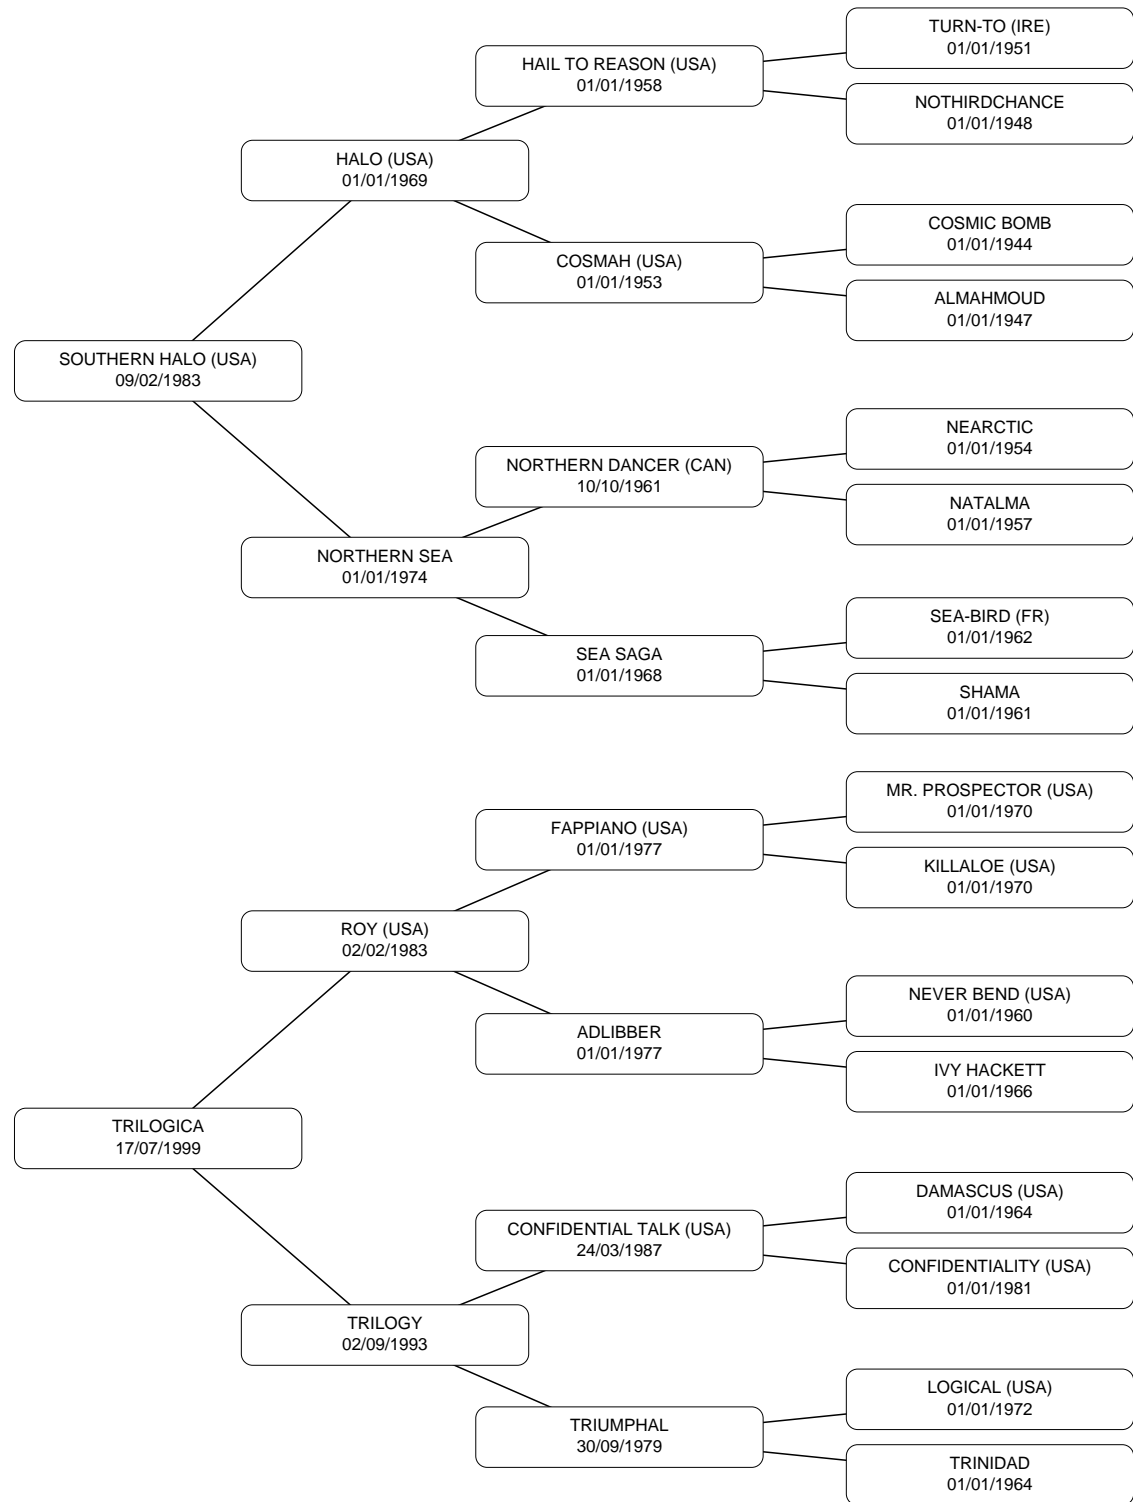 TURN-TO (IRE)
01/01/1951
HAIL TO REASON (USA)
01/01/1958
NOTHIRDCHANCE
01/01/1948
HALO (USA)
01/01/1969
COSMIC BOMB
01/01/1944
COSMAH (USA)
01/01/1953
ALMAHMOUD
01/01/1947
SOUTHERN HALO (USA)
09/02/1983
NEARCTIC
01/01/1954
NORTHERN DANCER (CAN)
10/10/1961
NATALMA
01/01/1957
NORTHERN SEA
01/01/1974
SEA-BIRD (FR)
01/01/1962
SEA SAGA
01/01/1968
SHAMA
01/01/1961
MR. PROSPECTOR (USA)
01/01/1970
FAPPIANO (USA)
01/01/1977
KILLALOE (USA)
01/01/1970
ROY (USA)
02/02/1983
NEVER BEND (USA)
01/01/1960
ADLIBBER
01/01/1977
IVY HACKETT
01/01/1966
TRILOGICA
17/07/1999
DAMASCUS (USA)
01/01/1964
CONFIDENTIAL TALK (USA)
24/03/1987
CONFIDENTIALITY (USA)
01/01/1981
TRILOGY
02/09/1993
LOGICAL (USA)
01/01/1972
TRIUMPHAL
30/09/1979
TRINIDAD
01/01/1964